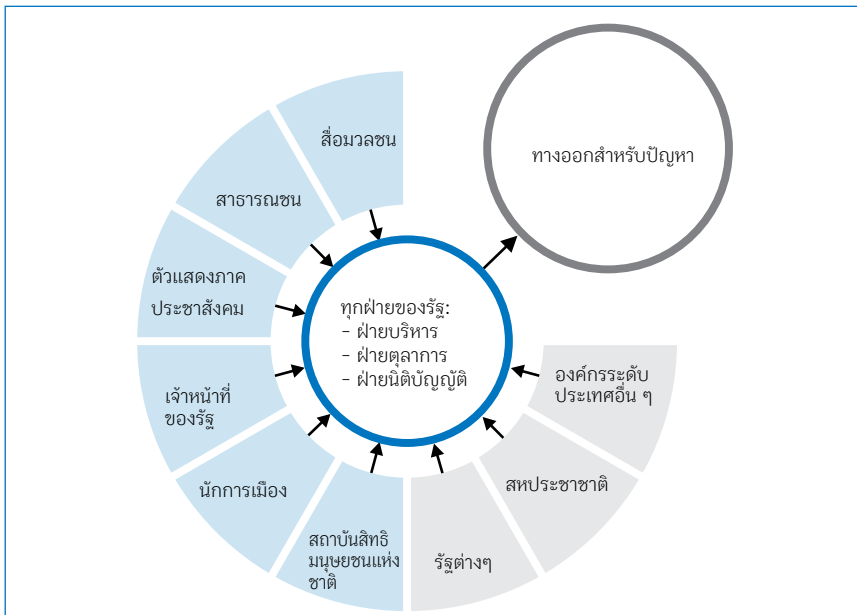 สื่อมวลชน
สาธารณชน
ตัวแสดงภาค
ประชาสังคม
เจ้าหน้าที่
ของรัฐ
นักการเมือง
สถาบันสิทธิ
มนุษยชนแห่ง
ชาติ
รัฐต่างๆ
สหประชาชาติ
องค์กรระดับ
ประเทศอื่น ๆ
ทุกฝ่ายของรัฐ:
- ฝ่ายบริหาร
- ฝ่ายตุลาการ
- ฝ่ายนิติบัญญัติ
ทางออกสำหรับปัญหา